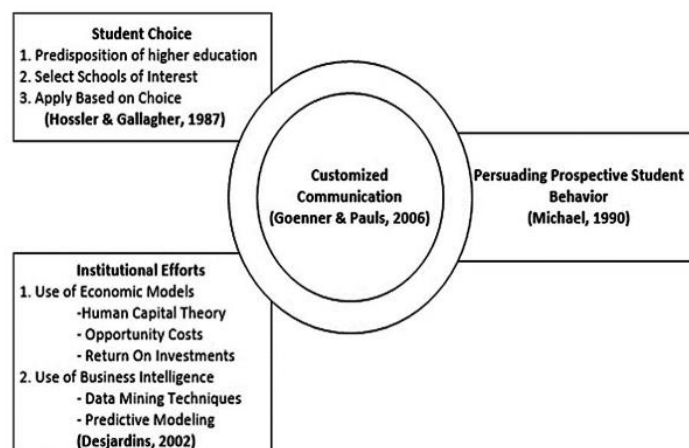 Student Choice
1. Predisposition of higher education
2. Select Schools of Interest
3. Apply Based on Choice
(Hossler & Gallagher, 1987)
Customized
Communication
(Goenner & Pauls, 2006)
Persuading Prospective Student
Behavior
(Michael, 1990)
Institutional Efforts
1. Use of Economic Models
-Human Capital Theory
- Opportunity Costs
- Return On Investments
2. Use of Business Intelligence
- Data Mining Techniques
- Predictive Modeling
(Desjardins, 2002)